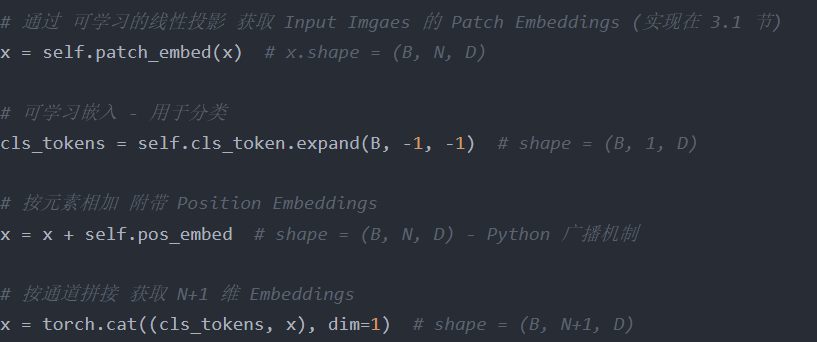 # 通过 可学习的线性投影 获取 Input Imgaes 的 Patch Embeddings (实现在 3.1 节)
x = self.patch_embed(x)  # x.shape = (B, N, D)
# 可学习嵌入 - 用于分类
cls_tokens = self.cls_token.expand(B, -1, -1)  # shape = (B, 1, D)
# 按元素相加 附带 Position Embeddings
x = x + self.pos_embed  # shape = (B, N, D) - Python 广播机制
# 按通道拼接 获取 N+1 维 Embeddings
x = torch.cat((cls_tokens, x), dim=1)  # shape = (B, N+1, D)